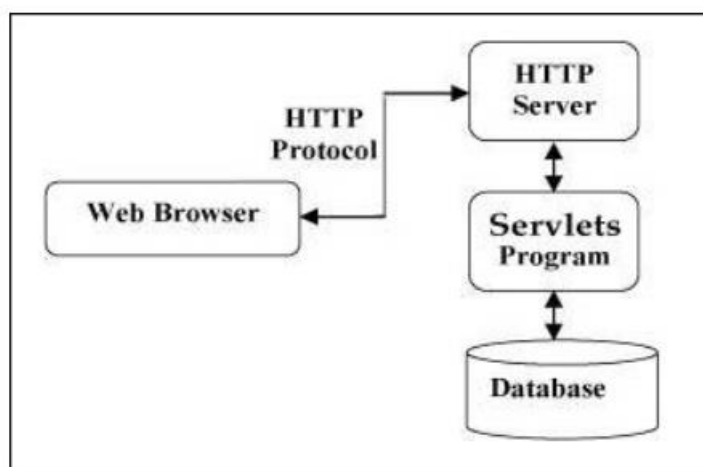 HTTP
Server
HTTP
Protocol
Web Browser
Servlets
Program
Database